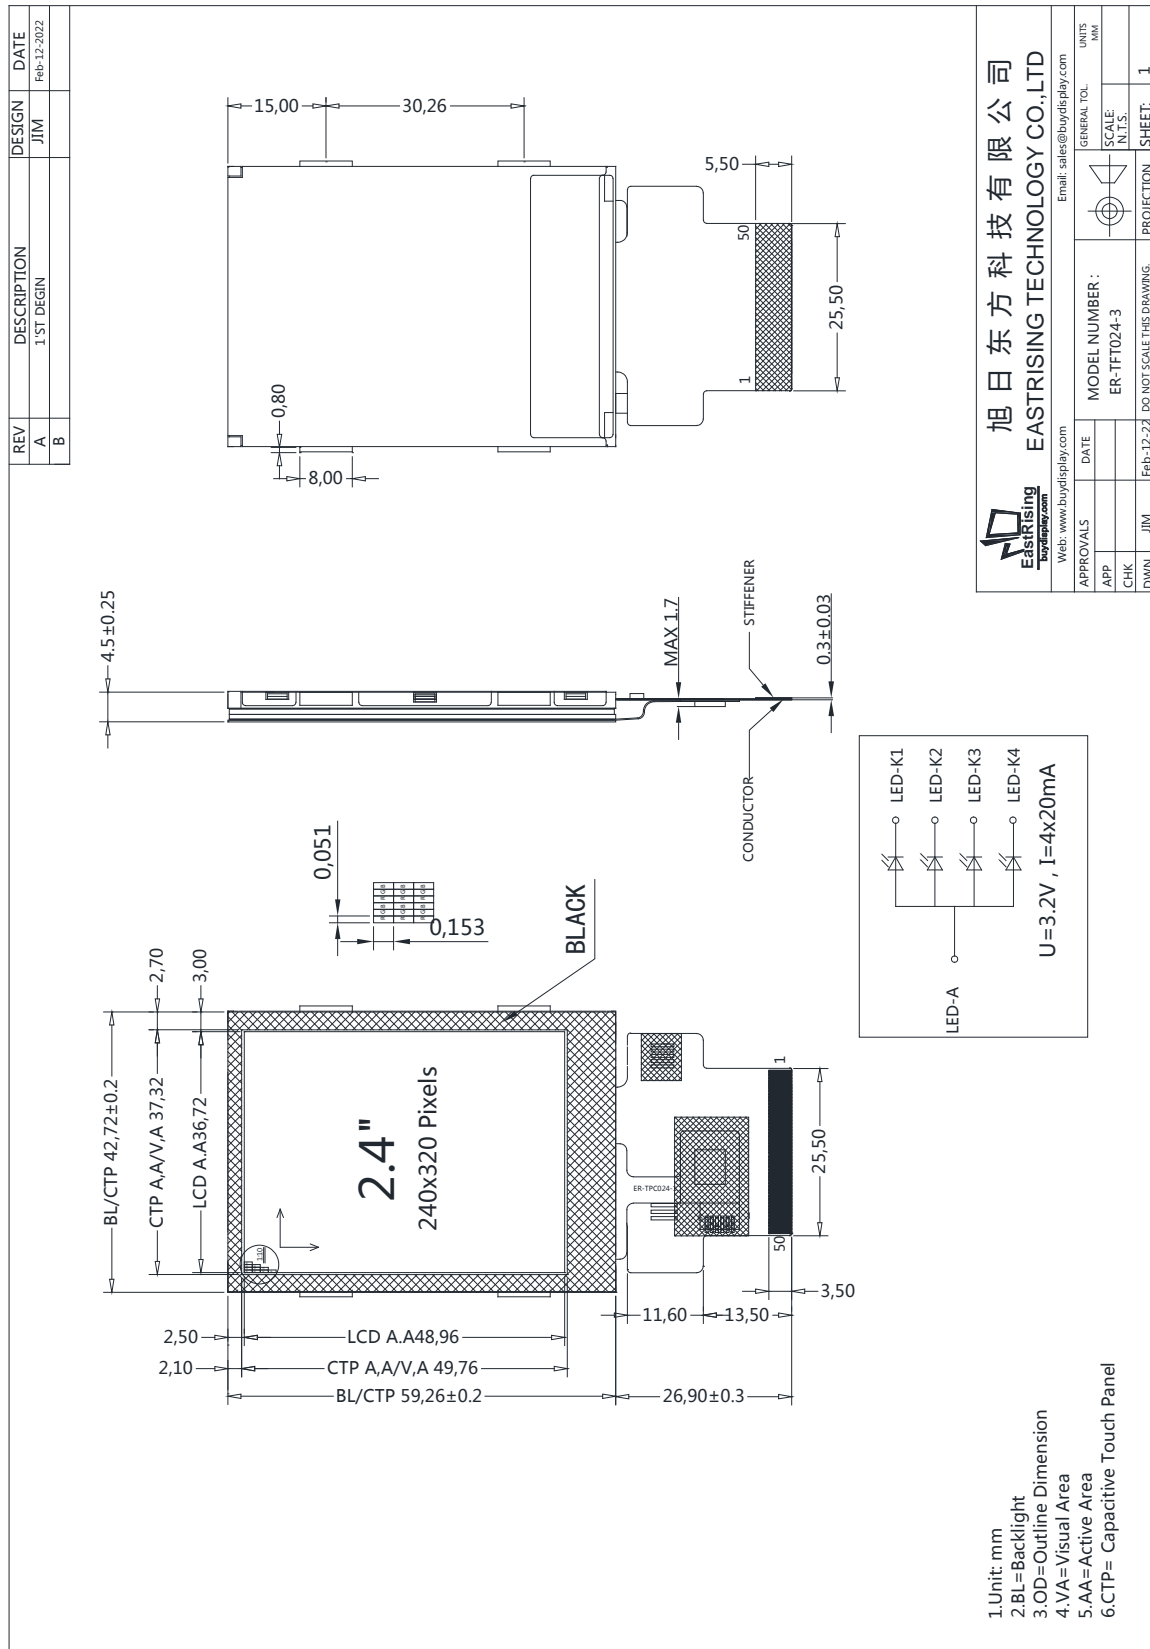 REV DESCRIPTION DESIGN DATE
A 1'ST DEGIN JIM Feb-12-2022
B
15,00
30,26
5,50
50
1
25,50
0,80
8,00
4.5±0.25
MAX 1.7
STIFFENER
CONDUCTOR
0.3±0.03
0,051
0,153
R G B R G B R G B
R G B R G B R G B
R G B R G B R G B
BLACK
BL/CTP 42,72±0.2
CTP A,A/V,A 37,32
LCD A.A36,72
2,70
3,00
2.4"
240x320 Pixels
1:10
ER-TPC024-
1
50
25,50
3,50
11,60
13,50
2,50
LCD A.A48,96
2,10
CTP A,A/V,A 49,76
BL/CTP 59,26±0.2
26,90±0.3
LED-A
LED-K1
LED-K2
LED-K3
LED-K4
U=3.2V , I=4x20mA
1.Unit: mm
2.BL=Backlight
3.OD=Outline Dimension
4.VA=Visual Area
5.AA=Active Area
6.CTP= Capacitive Touch Panel
EastRising
buydisplay.com
旭日东方科技有限公司
EASTRISING TECHNOLOGY CO.,LTD
Web: www.buydisplay.com Email: sales@buydisplay.com
APPROVALS DATE
APP
CHK
DWN JIM Feb-12-22
MODEL NUMBER :
ER-TFT024-3
DO NOT SCALE THIS DRAWING.
PROJECTION
GENERAL TOL. UNITS
MM
SCALE:
N.T.S.
SHEET: 1